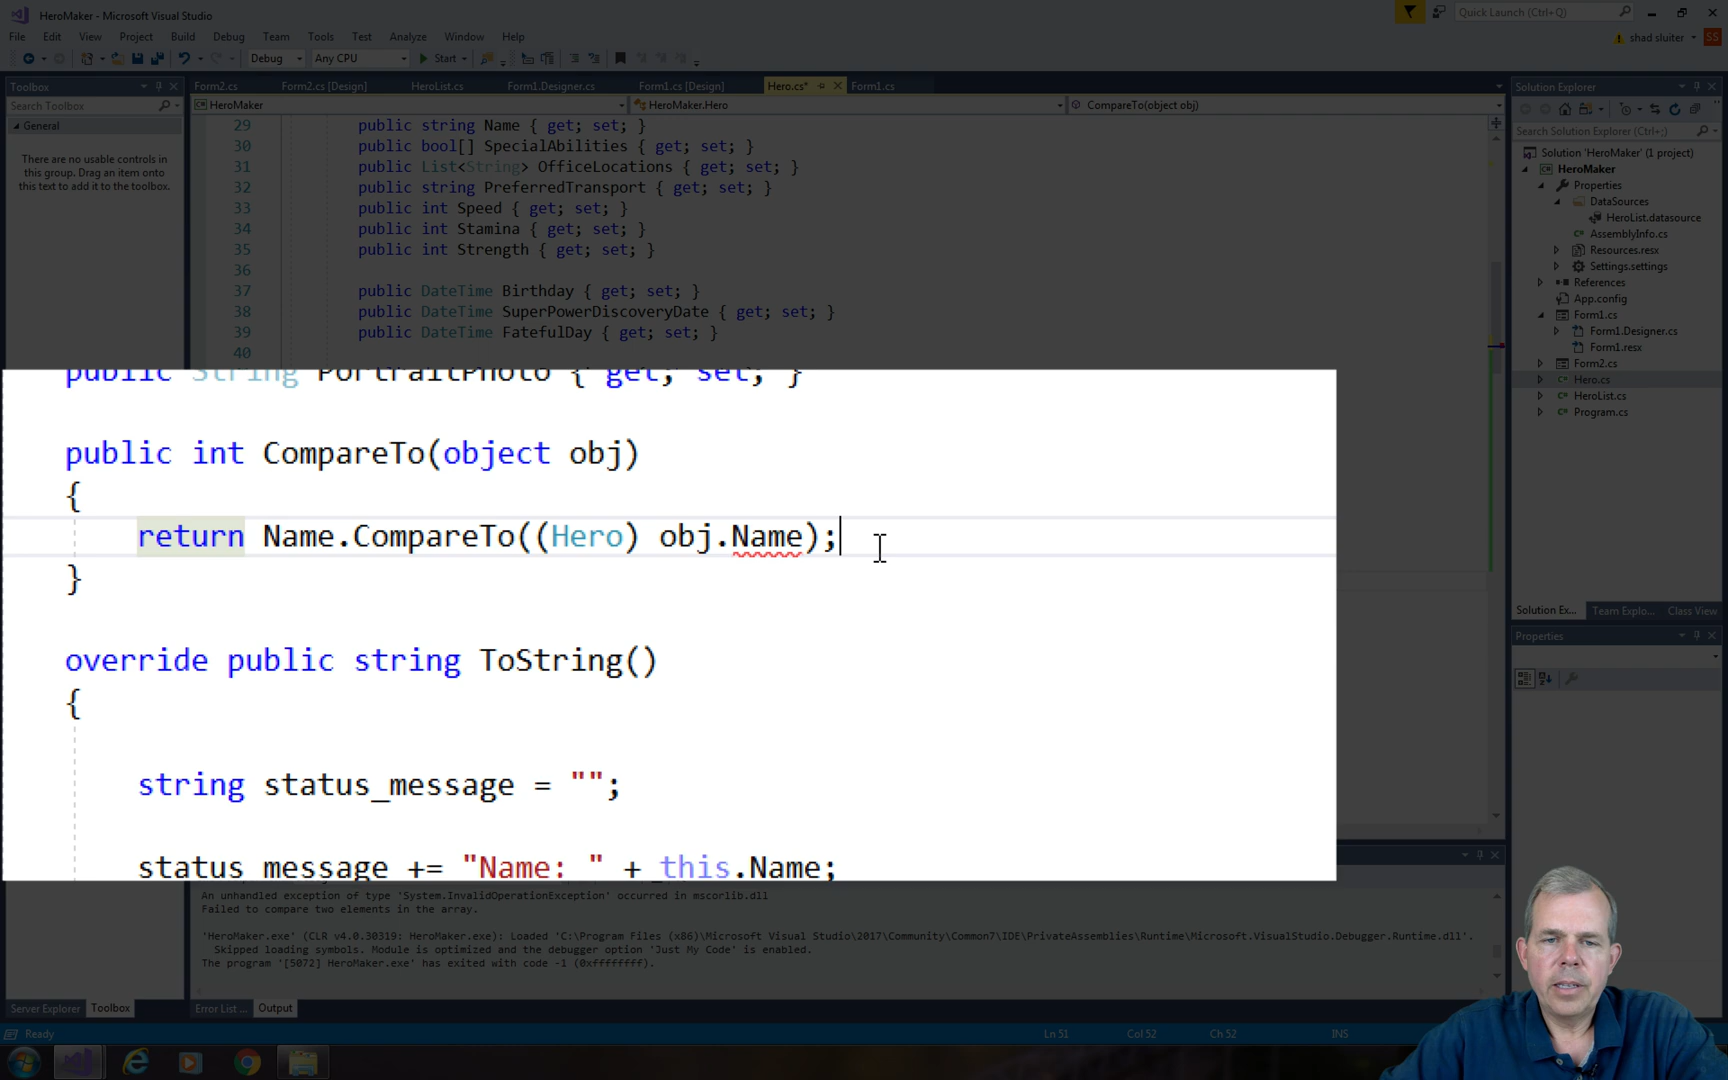 HeroMaker - Microsoft Visual Studio
Quick Launch (Ctrl+Q)
File Edit View Project Build Debug Team Tools Test Analyze Window Help
shad sluiter
SS
Debug Any CPU Start
Toolbox
Search Toolbox
General
There are no usable controls in
this group. Drag an item onto
this text to add it to the toolbox.
Form2.cs Form2.cs [Design] HeroList.cs Form1.Designer.cs Form1.cs [Design] Hero.cs* Form1.cs
HeroMaker HeroMaker.Hero CompareTo(object obj)
29 public string Name { get; set; }
30 public bool[] SpecialAbilities { get; set; }
31 public List<String> OfficeLocations { get; set; }
32 public string PreferredTransport { get; set; }
33 public int Speed { get; set; }
34 public int Stamina { get; set; }
35 public int Strength { get; set; }
36
37 public DateTime Birthday { get; set; }
38 public DateTime SuperPowerDiscoveryDate { get; set; }
39 public DateTime FatefulDay { get; set; }
40
public String PortraitPhoto { get; set; }
public int CompareTo(object obj)
{
return Name.CompareTo((Hero) obj.Name);
}
override public string ToString()
{
string status_message = "";
status_message += "Name: " + this.Name;
An unhandled exception of type 'System.InvalidOperationException' occurred in mscorlib.dll
Failed to compare two elements in the array.
'HeroMaker.exe' (CLR v4.0.30319: HeroMaker.exe): Loaded 'C:\Program Files (x86)\Microsoft Visual Studio\2017\Community\Common7\IDE\PrivateAssemblies\Runtime\Microsoft.VisualStudio.Debugger.Runtime.dll'.
Skipped loading symbols. Module is optimized and the debugger option 'Just My Code' is enabled.
The program '[5072] HeroMaker.exe' has exited with code -1 (0xffffffff).
Server Explorer Toolbox
Error List ... Output
Solution Explorer
Search Solution Explorer (Ctrl+;)
Solution 'HeroMaker' (1 project)
HeroMaker
Properties
DataSources
HeroList.datasource
AssemblyInfo.cs
Resources.resx
Settings.settings
References
App.config
Form1.cs
Form1.Designer.cs
Form1.resx
Form2.cs
Hero.cs
HeroList.cs
Program.cs
Solution Ex... Team Explo... Class View
Properties
Ready Ln 51 Col 52 Ch 52 INS